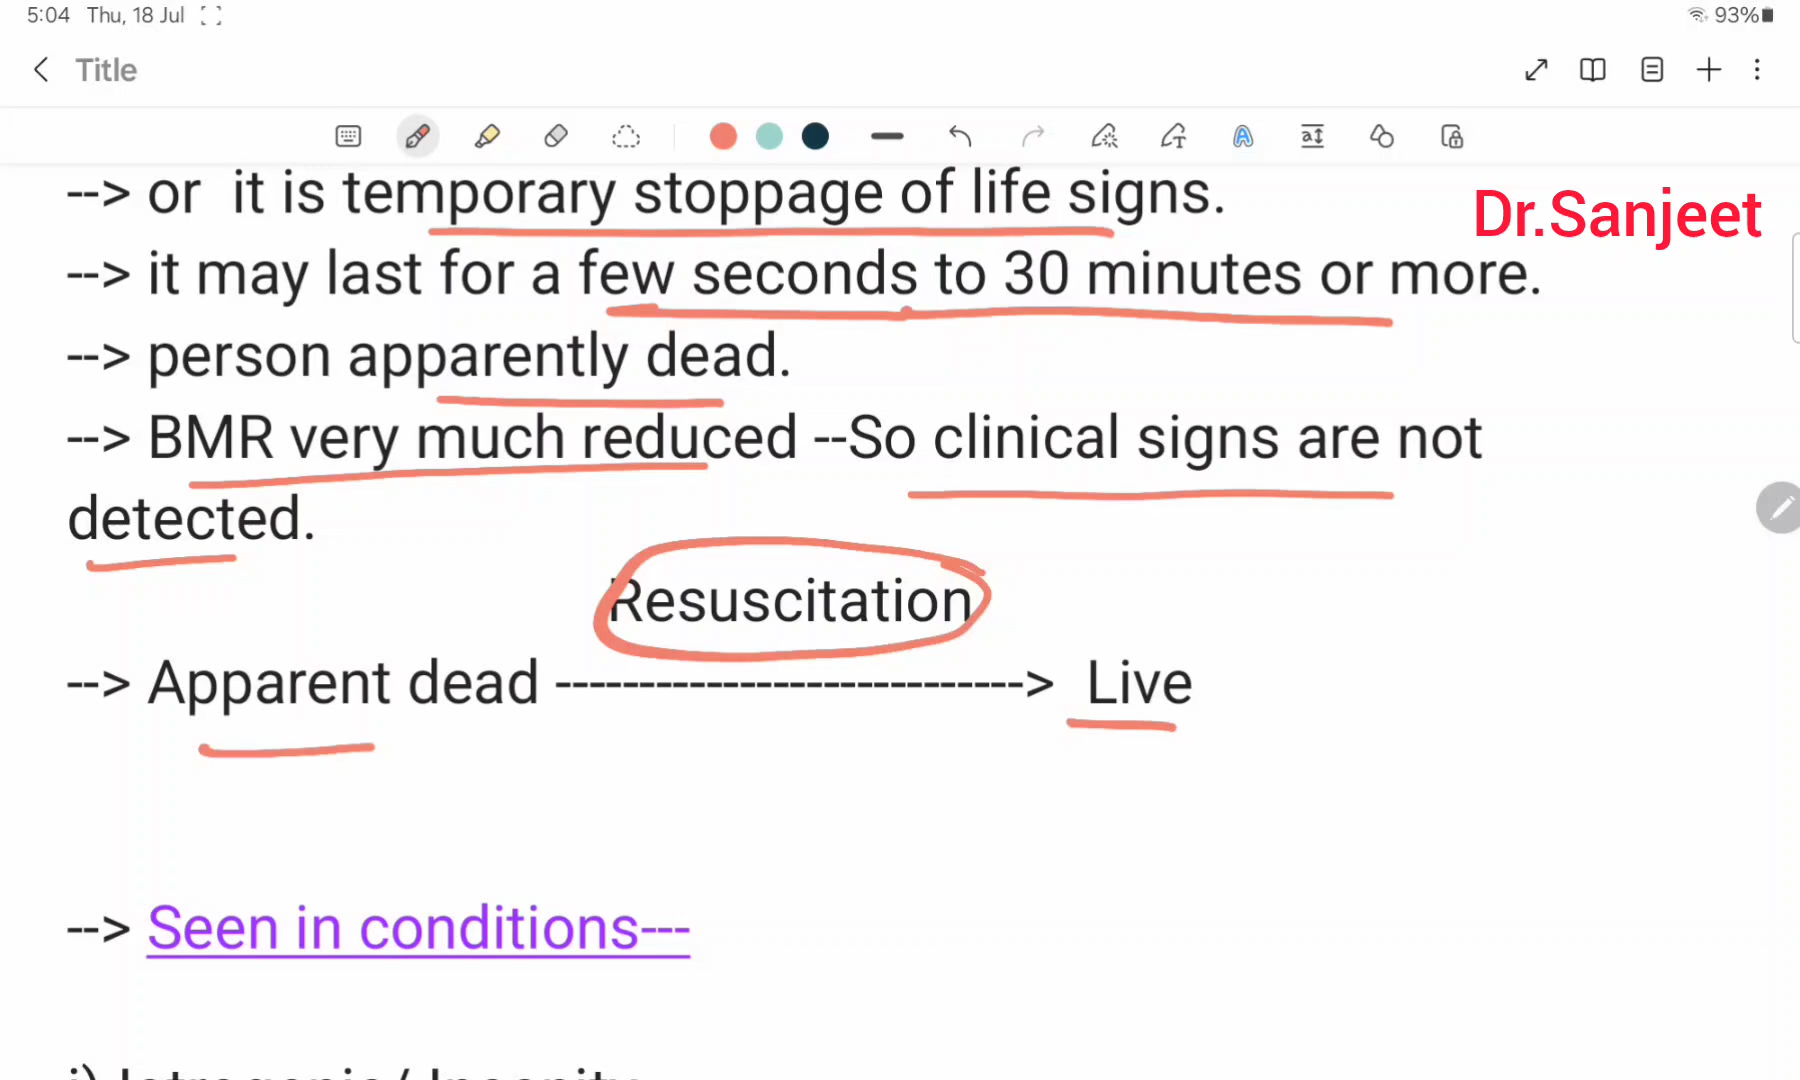 5:04 Thu, 18 Jul 93%
Title
--> or it is temporary stoppage of life signs.
Dr.Sanjeet
--> it may last for a few seconds to 30 minutes or more.
--> person apparently dead.
--> BMR very much reduced --So clinical signs are not
detected.
Resuscitation
--> Apparent dead ----------------------------> Live
--> Seen in conditions---
i) Iatrogenic/ Insanity